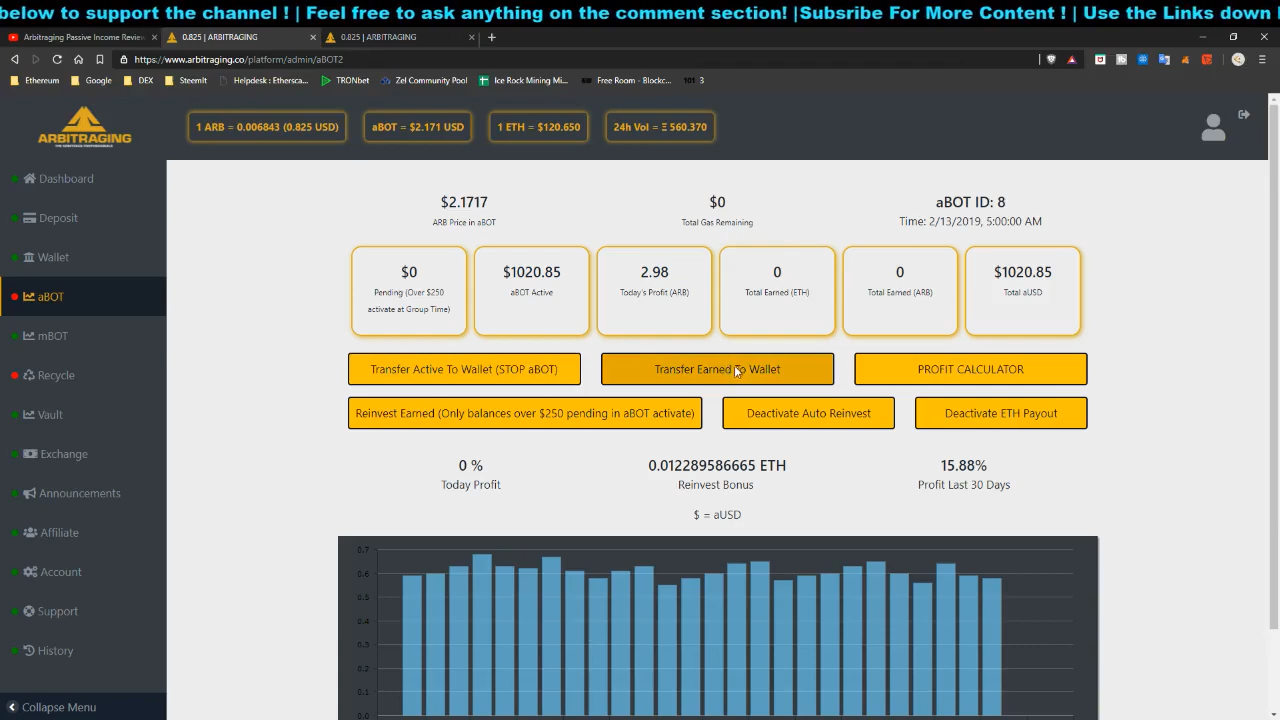 below to support the channel ! | Feel free to ask anything on the comment section! |Subsribe For More Content ! | Use the Links down
Arbitraging Passive Income Review
0.825 | ARBITRAGING
0.825 | ARBITRAGING
https://www.arbitraging.co/platform/admin/aBOT2
Ethereum
Google
DEX
SteemIt
Helpdesk : Ethersca...
TRONbet
Zel Community Pool
Ice Rock Mining Mi...
Free Room - Blockc...
101 3
ARBITRAGING
1 ARB = 0.006843 (0.825 USD)
aBOT = $2.171 USD
1 ETH = $120.650
24h Vol = Ξ 560.370
Dashboard
Deposit
Wallet
aBOT
mBOT
Recycle
Vault
Exchange
Announcements
Affiliate
Account
Support
History
Collapse Menu
$2.1717
ARB Price in aBOT
$0
Total Gas Remaining
aBOT ID: 8
Time: 2/13/2019, 5:00:00 AM
$0
Pending (Over $250
activate at Group Time)
$1020.85
aBOT Active
2.98
Today's Profit (ARB)
0
Total Earned (ETH)
0
Total Earned (ARB)
$1020.85
Total aUSD
Transfer Active To Wallet (STOP aBOT)
Transfer Earned To Wallet
PROFIT CALCULATOR
Reinvest Earned (Only balances over $250 pending in aBOT activate)
Deactivate Auto Reinvest
Deactivate ETH Payout
0 %
Today Profit
0.012289586665 ETH
Reinvest Bonus
15.88%
Profit Last 30 Days
$ = aUSD
0.7
0.6
0.5
0.4
0.3
0.2
0.1
0.0